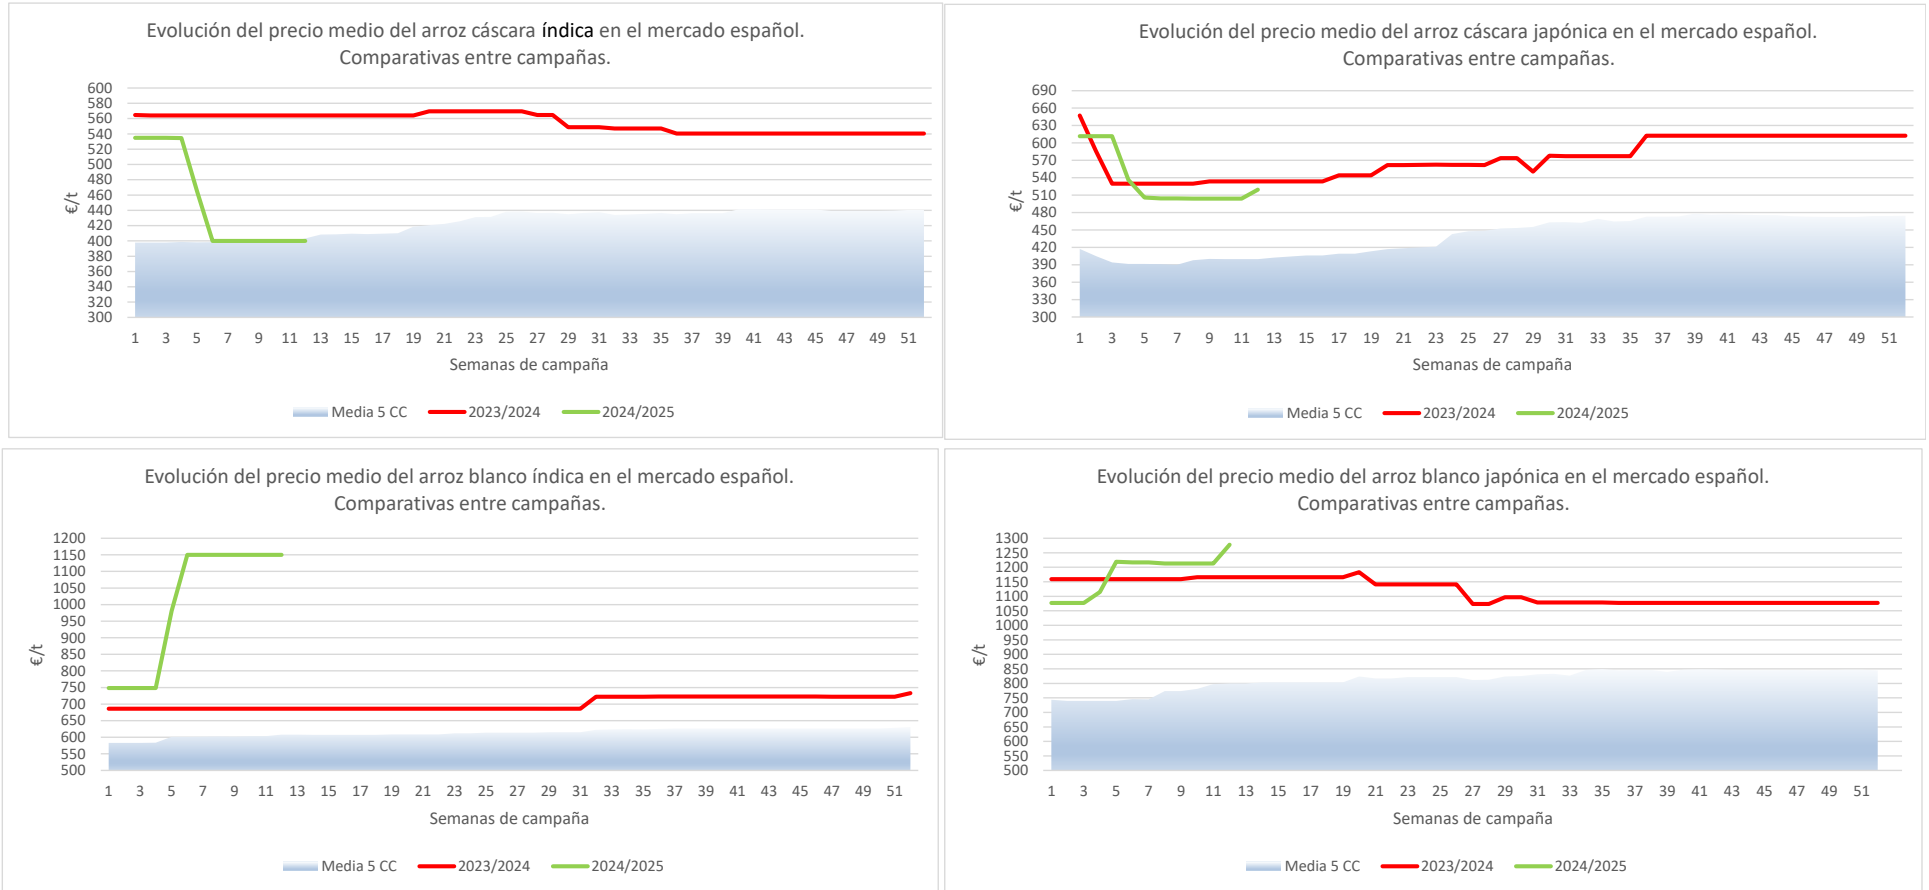 Evolución del precio medio del arroz cáscara índica en el mercado español.
Comparativas entre campañas.
600
580
560
540
520
500
480
460
440
420
400
380
360
340
320
300
€/t
1 3 5 7 9 11 13 15 17 19 21 23 25 27 29 31 33 35 37 39 41 43 45 47 49 51
Semanas de campaña
Media 5 CC 2023/2024 2024/2025
Evolución del precio medio del arroz cáscara japónica en el mercado español.
Comparativas entre campañas.
690
660
630
600
570
540
510
480
450
420
390
360
330
300
€/t
1 3 5 7 9 11 13 15 17 19 21 23 25 27 29 31 33 35 37 39 41 43 45 47 49 51
Semanas de campaña
Media 5 CC 2023/2024 2024/2025
Evolución del precio medio del arroz blanco índica en el mercado español.
Comparativas entre campañas.
1200
1150
1100
1050
1000
950
900
850
800
750
700
650
600
550
500
€/t
1 3 5 7 9 11 13 15 17 19 21 23 25 27 29 31 33 35 37 39 41 43 45 47 49 51
Semanas de campaña
Media 5 CC 2023/2024 2024/2025
Evolución del precio medio del arroz blanco japónica en el mercado español.
Comparativas entre campañas.
1300
1250
1200
1150
1100
1050
1000
950
900
850
800
750
700
650
600
550
500
€/t
1 3 5 7 9 11 13 15 17 19 21 23 25 27 29 31 33 35 37 39 41 43 45 47 49 51
Semanas de campaña
Media 5 CC 2023/2024 2024/2025